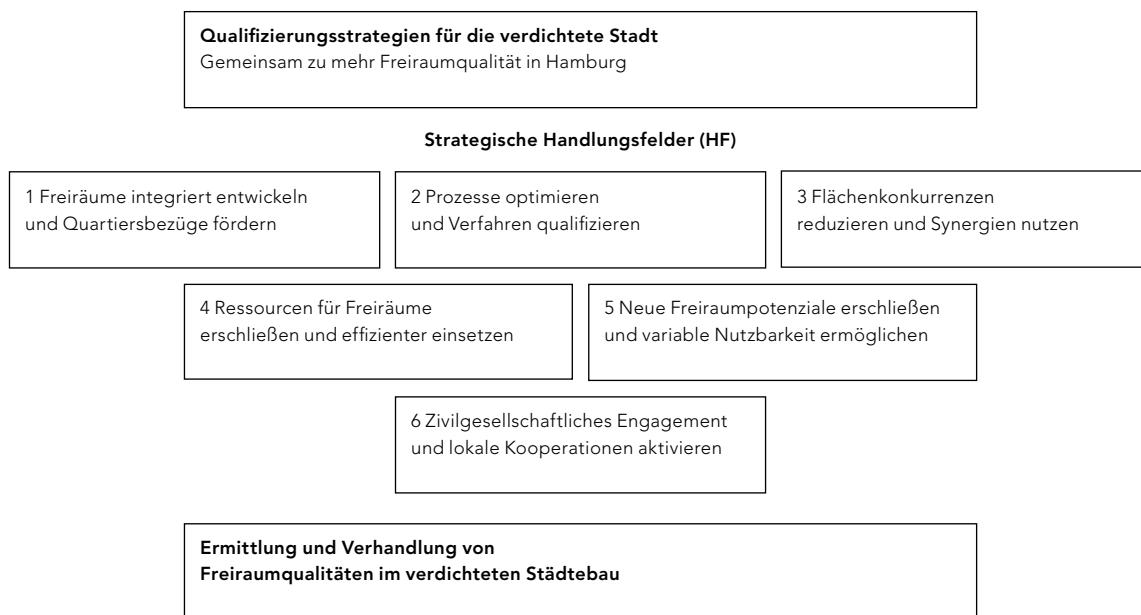 Qualifizierungsstrategien für die verdichtete Stadt
Gemeinsam zu mehr Freiraumqualität in Hamburg
Strategische Handlungsfelder (HF)
1 Freiräume integriert entwickeln
und Quartiersbezüge fördern
2 Prozesse optimieren
und Verfahren qualifizieren
3 Flächenkonkurrenzen
reduzieren und Synergien nutzen
4 Ressourcen für Freiräume
erschließen und effizienter einsetzen
5 Neue Freiraumpotenziale erschließen
und variable Nutzbarkeit ermöglichen
6 Zivilgesellschaftliches Engagement
und lokale Kooperationen aktivieren
Ermittlung und Verhandlung von
Freiraumqualitäten im verdichteten Städtebau